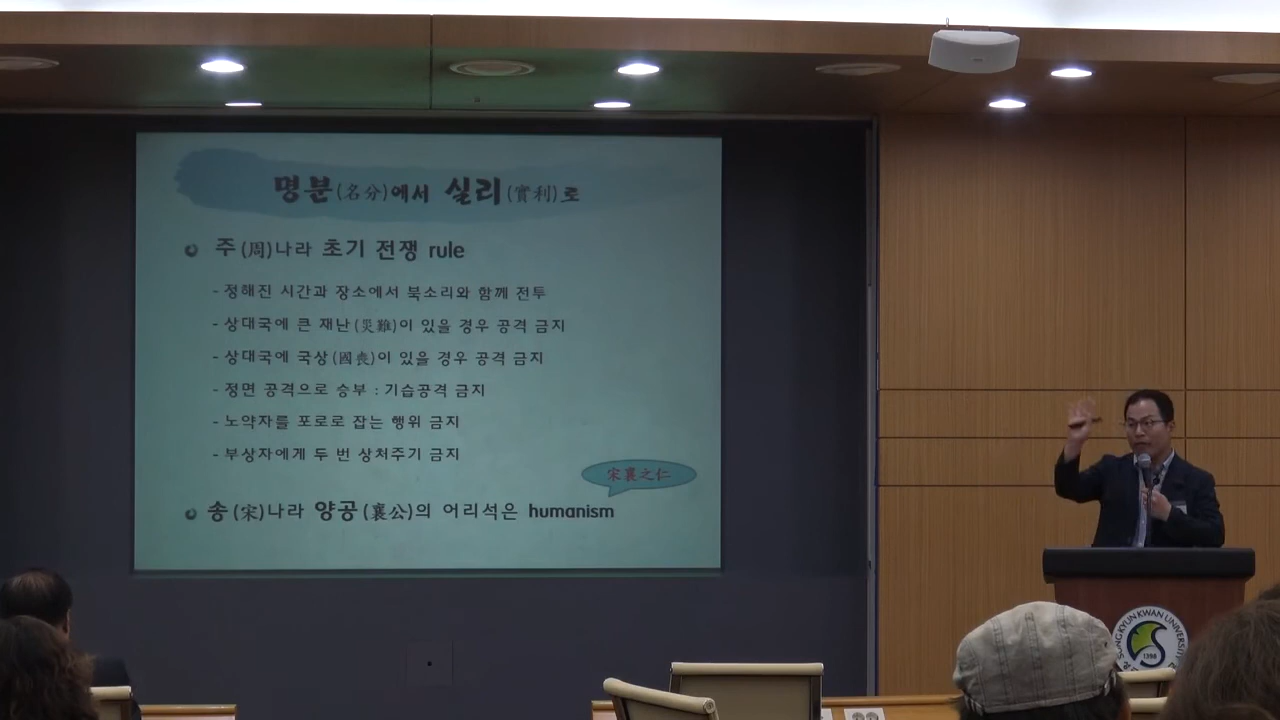 명분(名分)에서 실리(實利)로
주(周)나라 초기 전쟁 rule
- 정해진 시간과 장소에서 북소리와 함께 전투
- 상대국에 큰 재난(災難)이 있을 경우 공격 금지
- 상대국에 국상(國喪)이 있을 경우 공격 금지
- 정면 공격으로 승부 : 기습공격 금지
- 노약자를 포로로 잡는 행위 금지
- 부상자에게 두 번 상처주기 금지
宋襄之仁
송(宋)나라 양공(襄公)의 어리석은 humanism
SUNGKYUNKWAN UNIVERSITY
1398